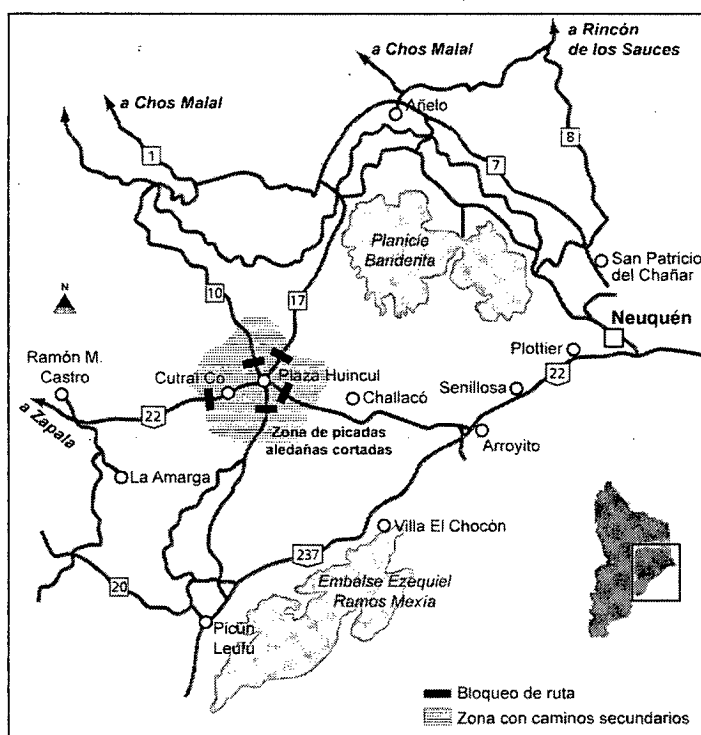 a Rincón
de los Sauces
a Chos Malal
a Chos Malal
Añelo
1
8
7
Planicie
Banderita
San Patricio
del Chañar
10
17
N
Neuquén
Ramón M.
Castro
Plottier
Cutral Co
Plaza Huincul
22
Senillosa
Challacó
a Zapala
22
Zona de picadas
aledañas cortadas
Arroyito
La Amarga
Villa El Chocón
237
20
Embalse Ezequiel
Ramos Mexía
Picún
Leufú
Bloqueo de ruta
Zona con caminos secundarios